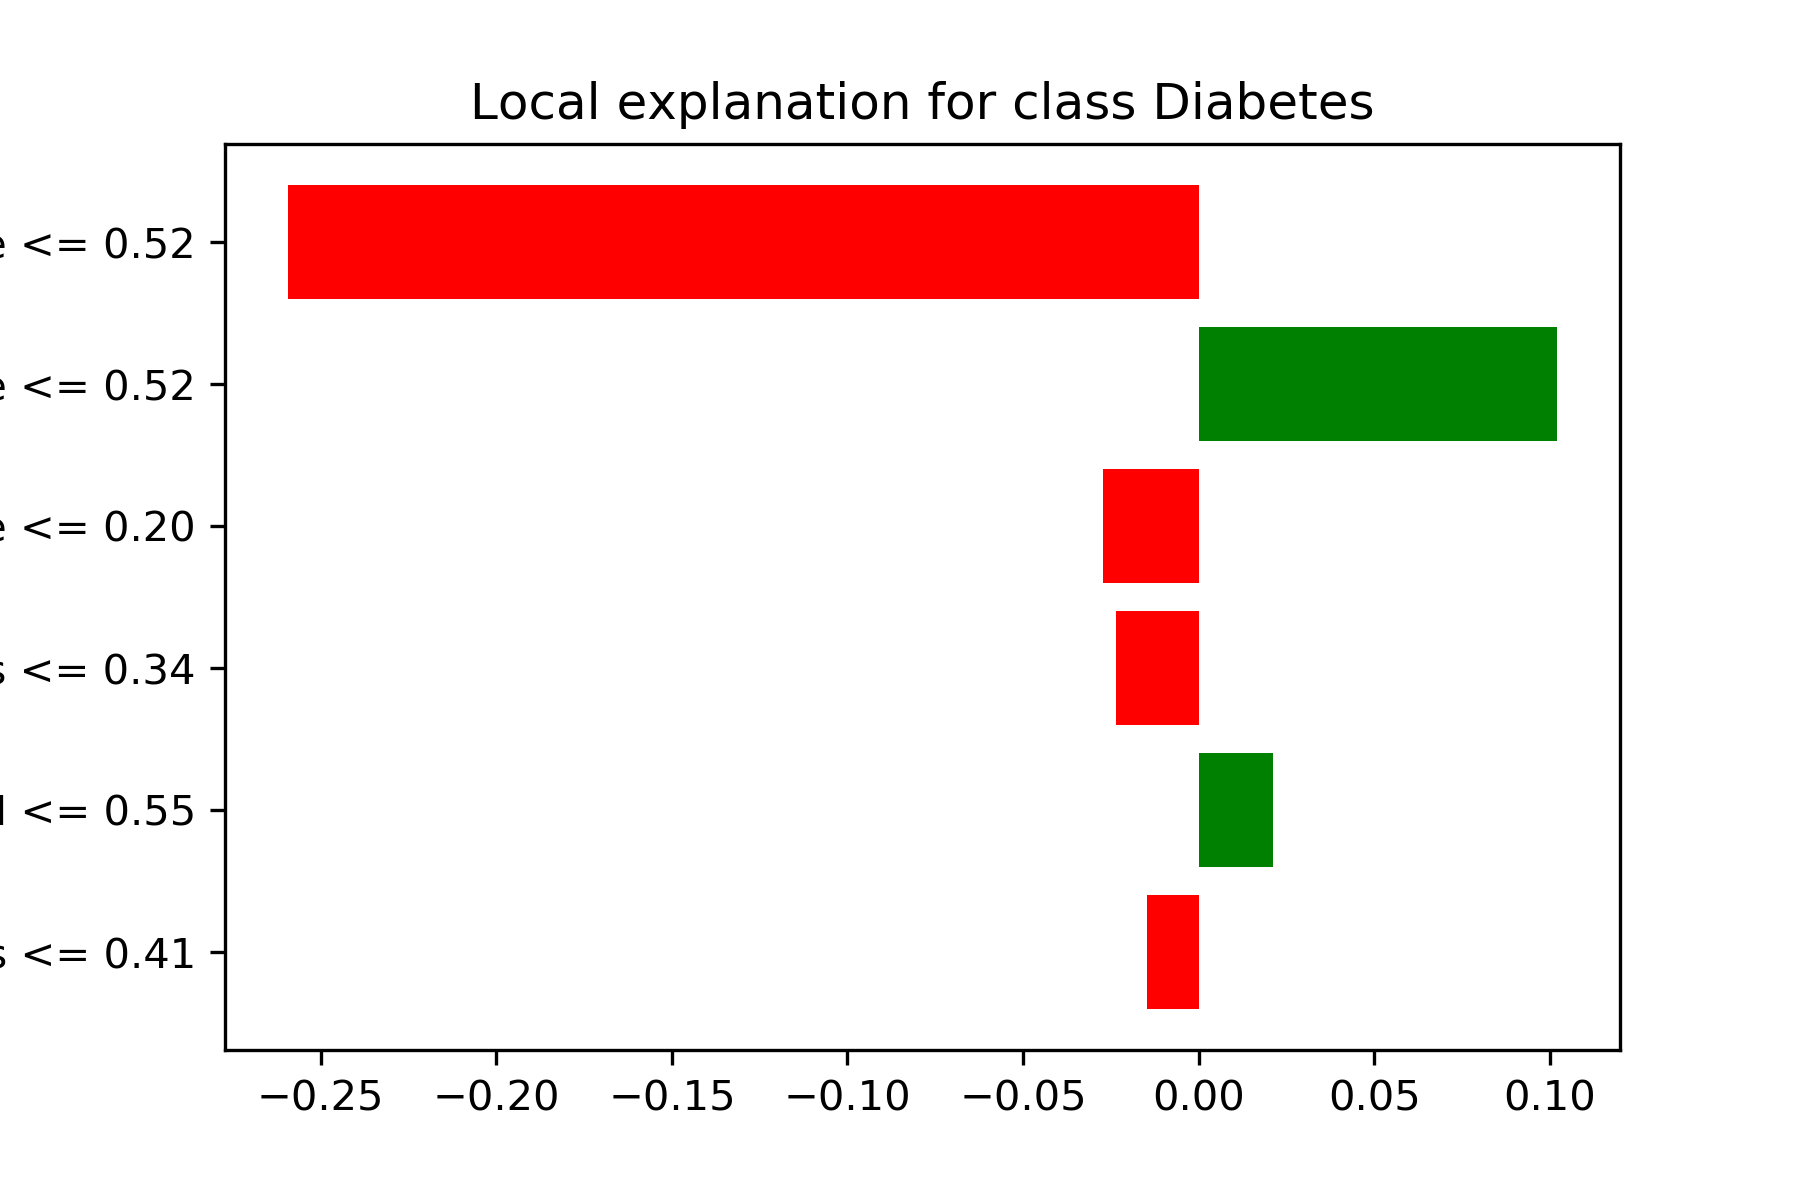 Local explanation for class Diabetes
e <= 0.52
e <= 0.52
e <= 0.20
s <= 0.34
<= 0.55
s <= 0.41
−0.25 −0.20 −0.15 −0.10 −0.05 0.00 0.05 0.10